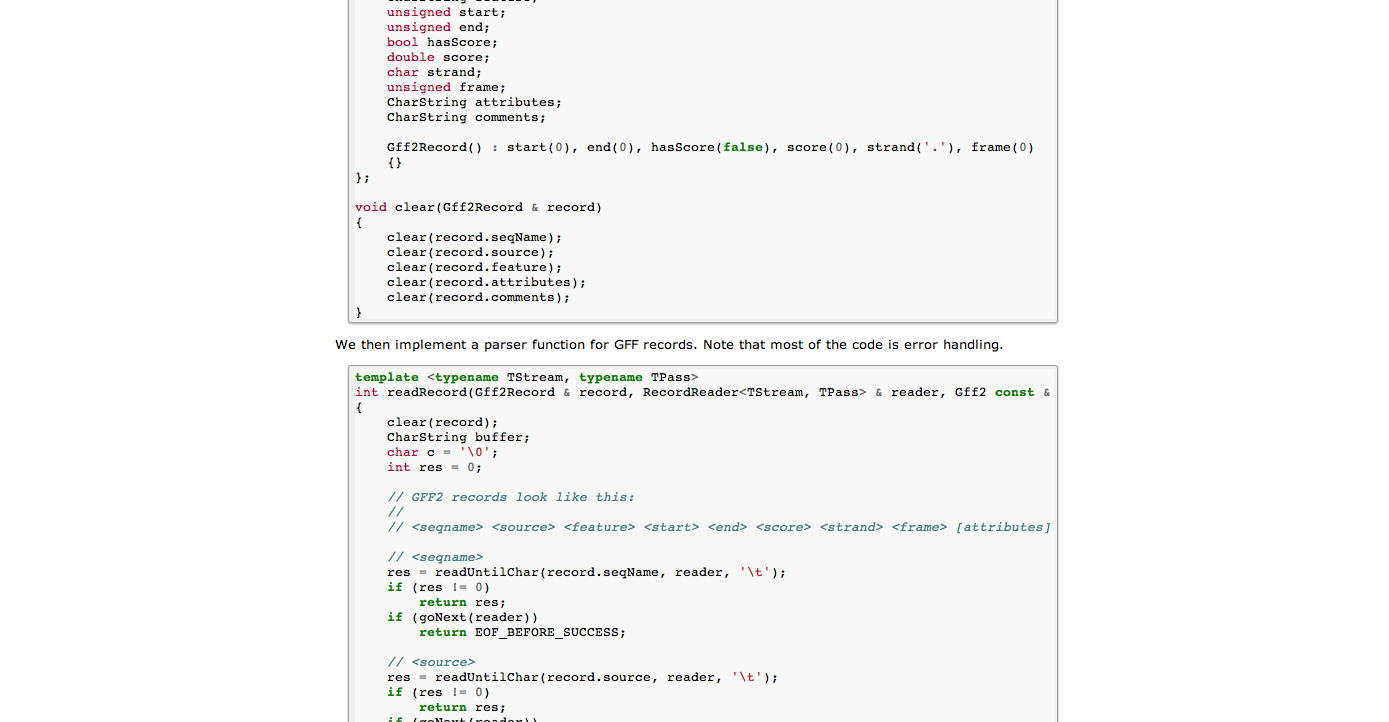 unsigned start;
unsigned end;
bool hasScore;
double score;
char strand;
unsigned frame;
CharString attributes;
CharString comments;
Gff2Record() : start(0), end(0), hasScore(false), score(0), strand('.'), frame(0)
{}
};
void clear(Gff2Record & record)
{
clear(record.seqName);
clear(record.source);
clear(record.feature);
clear(record.attributes);
clear(record.comments);
}
We then implement a parser function for GFF records. Note that most of the code is error handling.
template <typename TStream, typename TPass>
int readRecord(Gff2Record & record, RecordReader<TStream, TPass> & reader, Gff2 const &
{
clear(record);
CharString buffer;
char c = '\0';
int res = 0;
// GFF2 records look like this:
//
// <seqname> <source> <feature> <start> <end> <score> <strand> <frame> [attributes]
// <seqname>
res = readUntilChar(record.seqName, reader, '\t');
if (res != 0)
return res;
if (goNext(reader))
return EOF_BEFORE_SUCCESS;
// <source>
res = readUntilChar(record.source, reader, '\t');
if (res != 0)
return res;
if (goNext(reader))